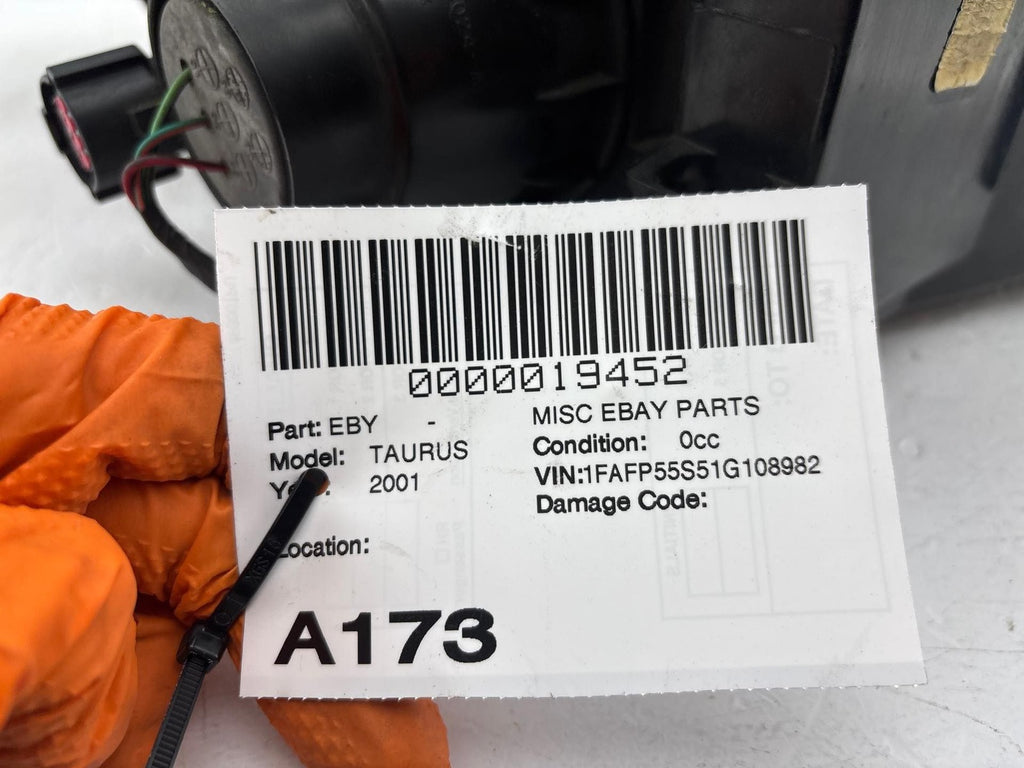 0000019452
Part: EBY - MISC EBAY PARTS
Model: TAURUS Condition: 0cc
2001 VIN:1FAFP55S51G108982
Damage Code:
Location:
A173